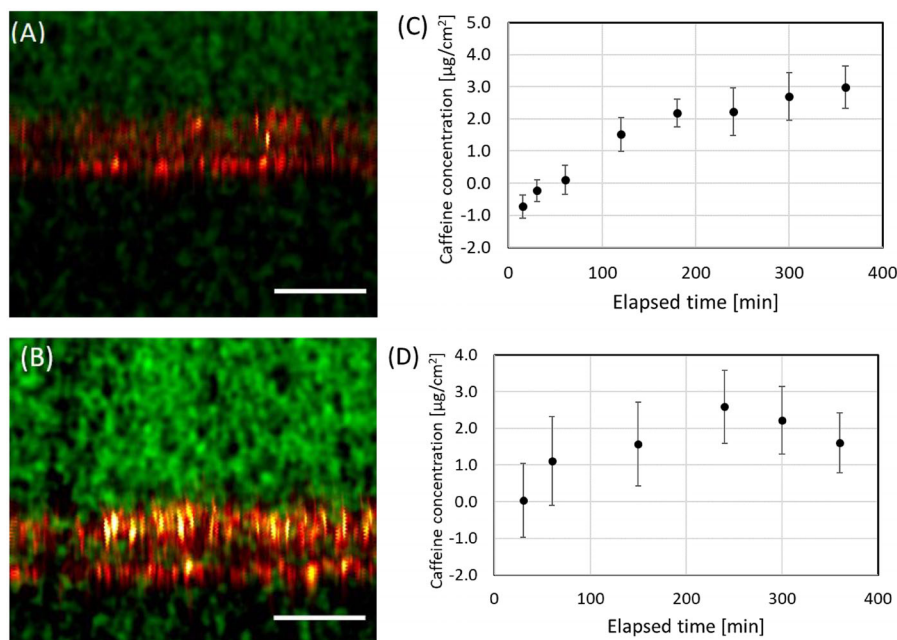 (A)
(C)
Caffeine concentration [µg/cm²]
5.0
4.0
3.0
2.0
1.0
0.0
-1.0
-2.0
0 100 200 300 400
Elapsed time [min]
(B)
(D)
Caffeine concentration [µg/cm²]
4.0
3.0
2.0
1.0
0.0
-1.0
-2.0
0 100 200 300 400
Elapsed time [min]